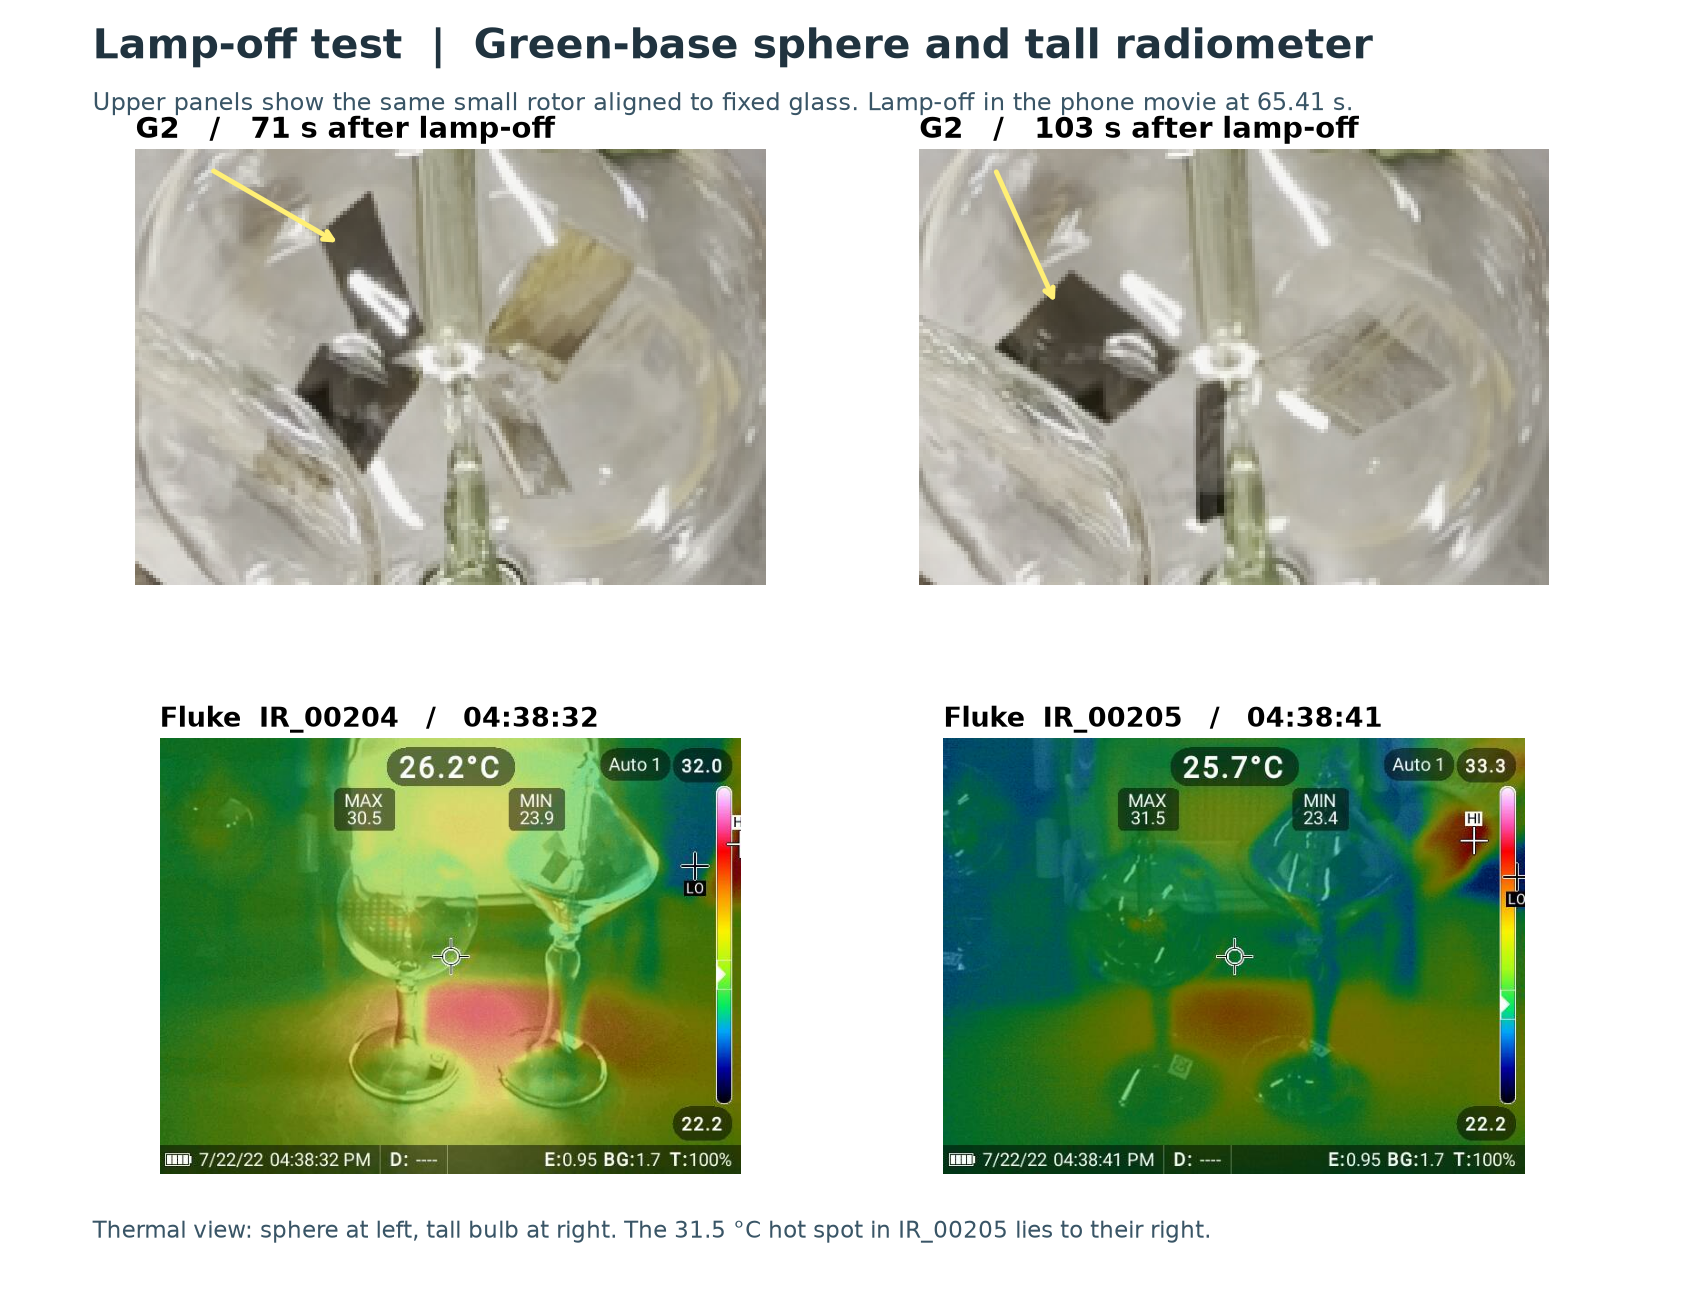 Lamp-off test | Green-base sphere and tall radiometer
Upper panels show the same small rotor aligned to fixed glass. Lamp-off in the phone movie at 65.41 s.
G2 / 71 s after lamp-off
G2 / 103 s after lamp-off
Fluke IR_00204 / 04:38:32
26.2°C
Auto 1
32.0
MAX
30.5
MIN
23.9
LO
22.2
7/22/22 04:38:32 PM D: ---- E:0.95 BG:1.7 T:100%
Fluke IR_00205 / 04:38:41
25.7°C
Auto 1
33.3
MAX
31.5
MIN
23.4
HI
LO
22.2
7/22/22 04:38:41 PM D: ---- E:0.95 BG:1.7 T:100%
Thermal view: sphere at left, tall bulb at right. The 31.5 °C hot spot in IR_00205 lies to their right.